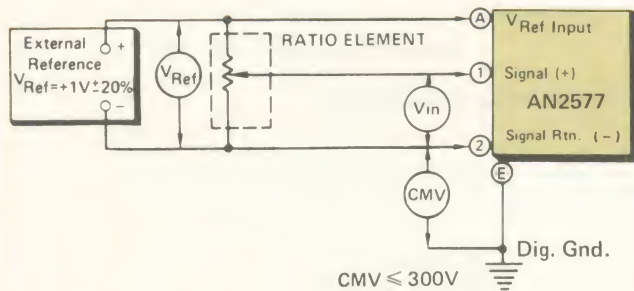 External
Reference
VRef=+1V±20%
+
−
VRef
RATIO ELEMENT
Vin
CMV
CMV ≤ 300V
A
1
2
E
VRef Input
Signal (+)
AN2577
Signal Rtn. (−)
Dig. Gnd.